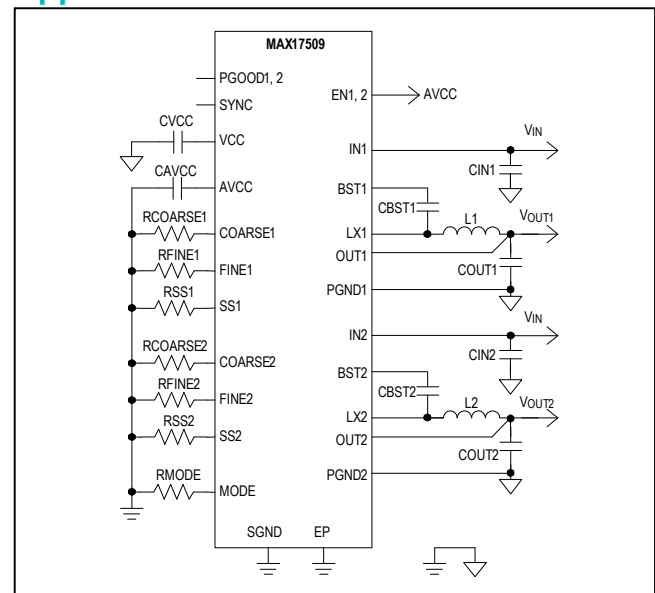 MAX17509
PGOOD1, 2
SYNC
EN1, 2
AVCC
CVCC
VCC
IN1
VIN
CIN1
CAVCC
AVCC
BST1
CBST1
RCOARSE1
COARSE1
LX1
L1
VOUT1
RFINE1
FINE1
OUT1
COUT1
RSS1
SS1
PGND1
IN2
VIN
CIN2
RCOARSE2
COARSE2
BST2
CBST2
RFINE2
FINE2
LX2
L2
VOUT2
RSS2
SS2
OUT2
COUT2
PGND2
RMODE
MODE
SGND
EP